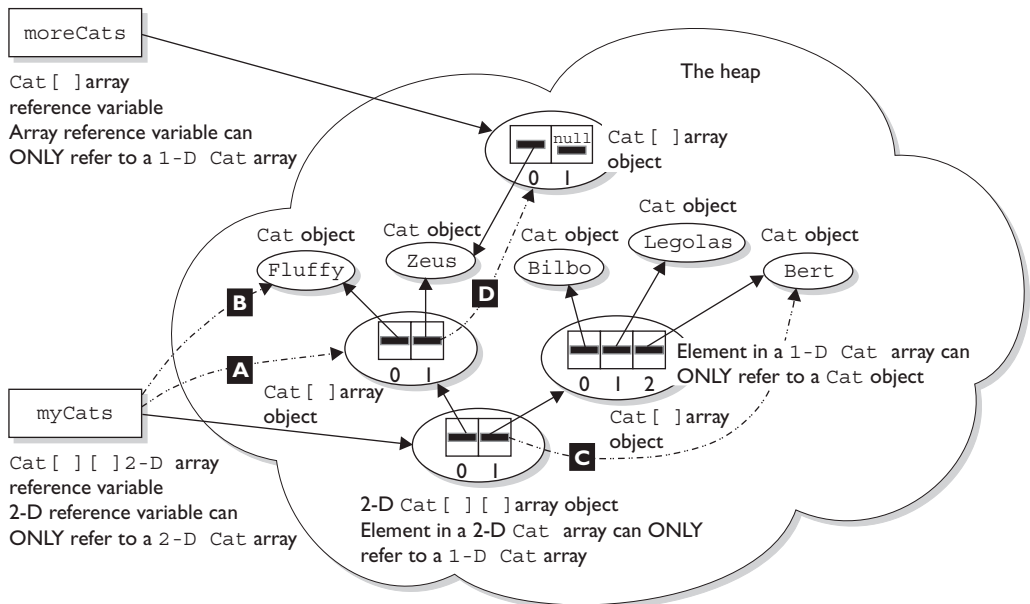 moreCats
Cat[ ]array
reference variable
Array reference variable can
ONLY refer to a 1-D Cat array
The heap
null
0 1
Cat[ ]array
object
Cat object
Fluffy
Cat object
Zeus
Cat object
Bilbo
Cat object
Legolas
Cat object
Bert
B
D
A
0 1
Cat[ ]array
object
0 1 2
Element in a 1-D Cat array can
ONLY refer to a Cat object
Cat[ ]array
object
myCats
0 1
C
Cat[ ][ ]2-D array
reference variable
2-D reference variable can
ONLY refer to a 2-D Cat array
2-D Cat[ ][ ]array object
Element in a 2-D Cat array can ONLY
refer to a 1-D Cat array